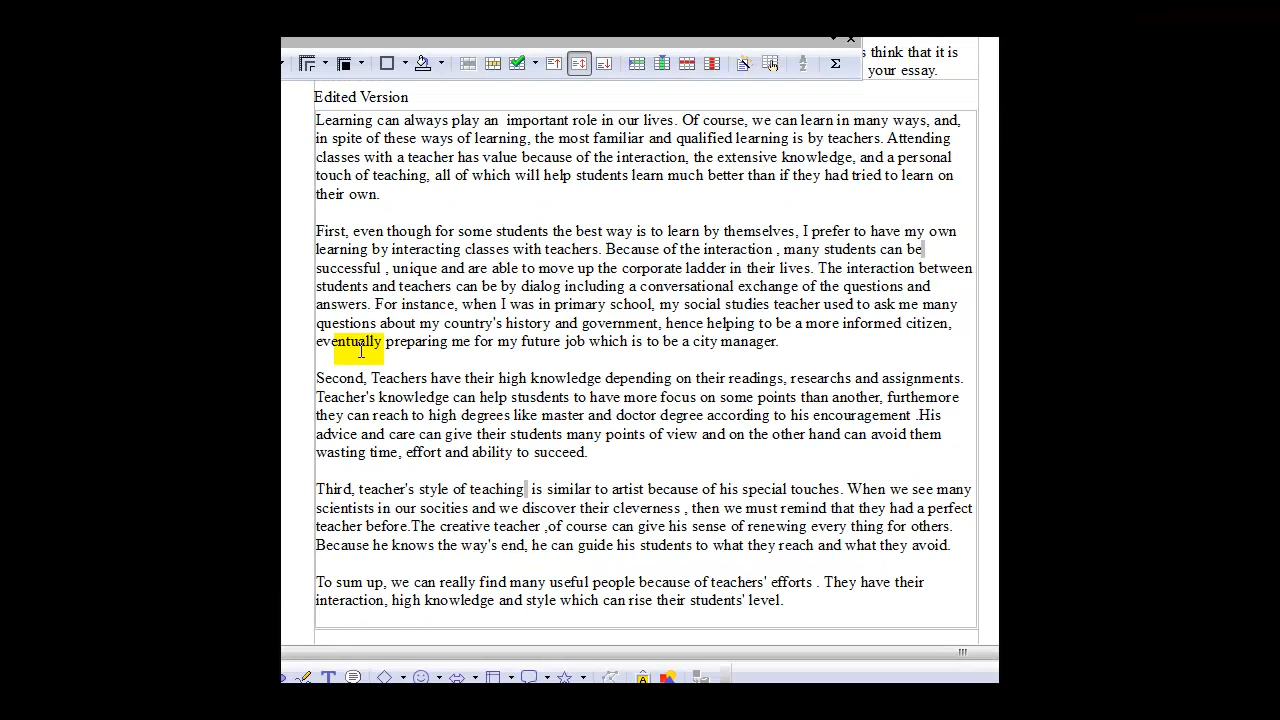 s think that it is
your essay.
Edited Version
Learning can always play an  important role in our lives. Of course, we can learn in many ways, and,
in spite of these ways of learning, the most familiar and qualified learning is by teachers. Attending
classes with a teacher has value because of the interaction, the extensive knowledge, and a personal
touch of teaching, all of which will help students learn much better than if they had tried to learn on
their own.
First, even though for some students the best way is to learn by themselves, I prefer to have my own
learning by interacting classes with teachers. Because of the interaction , many students can be
successful , unique and are able to move up the corporate ladder in their lives. The interaction between
students and teachers can be by dialog including a conversational exchange of the questions and
answers. For instance, when I was in primary school, my social studies teacher used to ask me many
questions about my country's history and government, hence helping to be a more informed citizen,
eventually preparing me for my future job which is to be a city manager.
Second, Teachers have their high knowledge depending on their readings, researchs and assignments.
Teacher's knowledge can help stusdents to have more focus on some points than another, furthemore
they can reach to high degrees like master and doctor degree according to his encouragement .His
advice and care can give their students many points of view and on the other hand can avoid them
wasting time, effort and ability to succeed.
Third, teacher's style of teaching  is similar to artist because of his special touches. When we see many
scientists in our socities and we discover their cleverness , then we must remind that they had a perfect
teacher before.The creative teacher ,of course can give his sense of renewing every thing for others.
Because he knows the way's end, he can guide his students to what they reach and what they avoid.
To sum up, we can really find many useful people because of teachers' efforts . They have their
interaction, high knowledge and style which can rise their students' level.